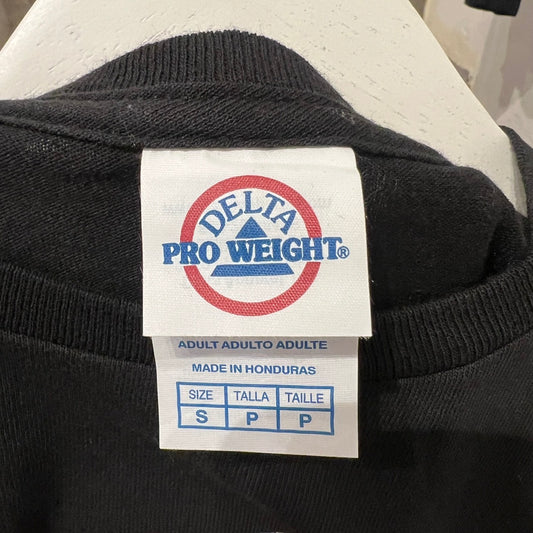 DELTA
PRO WEIGHT®
ADULT ADULTO ADULTE
MADE IN HONDURAS
SIZE TALLA TAILLE
S P P